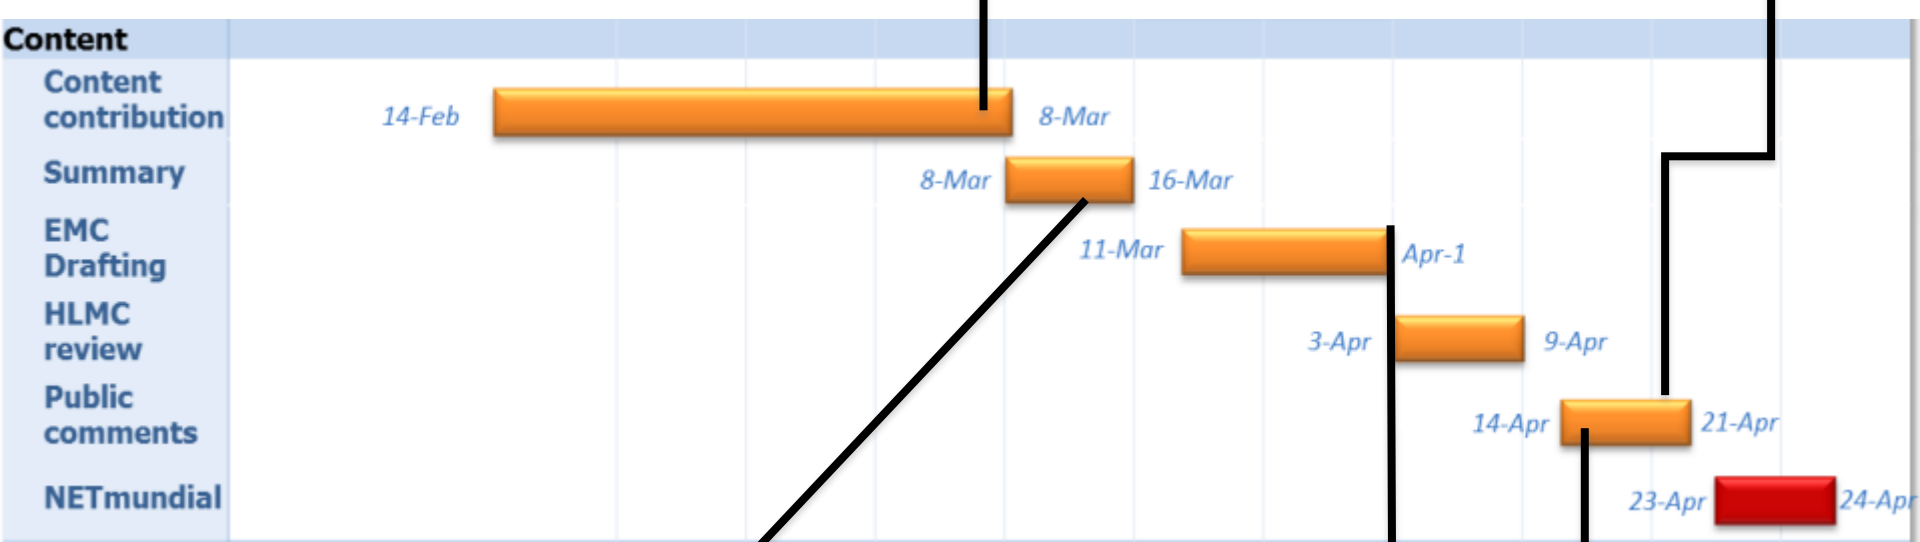 Content
Content
contribution
14-Feb
8-Mar
Summary
8-Mar
16-Mar
EMC
Drafting
11-Mar
Apr-1
HLMC
review
3-Apr
9-Apr
Public
comments
14-Apr
21-Apr
NETmundial
23-Apr
24-Apr